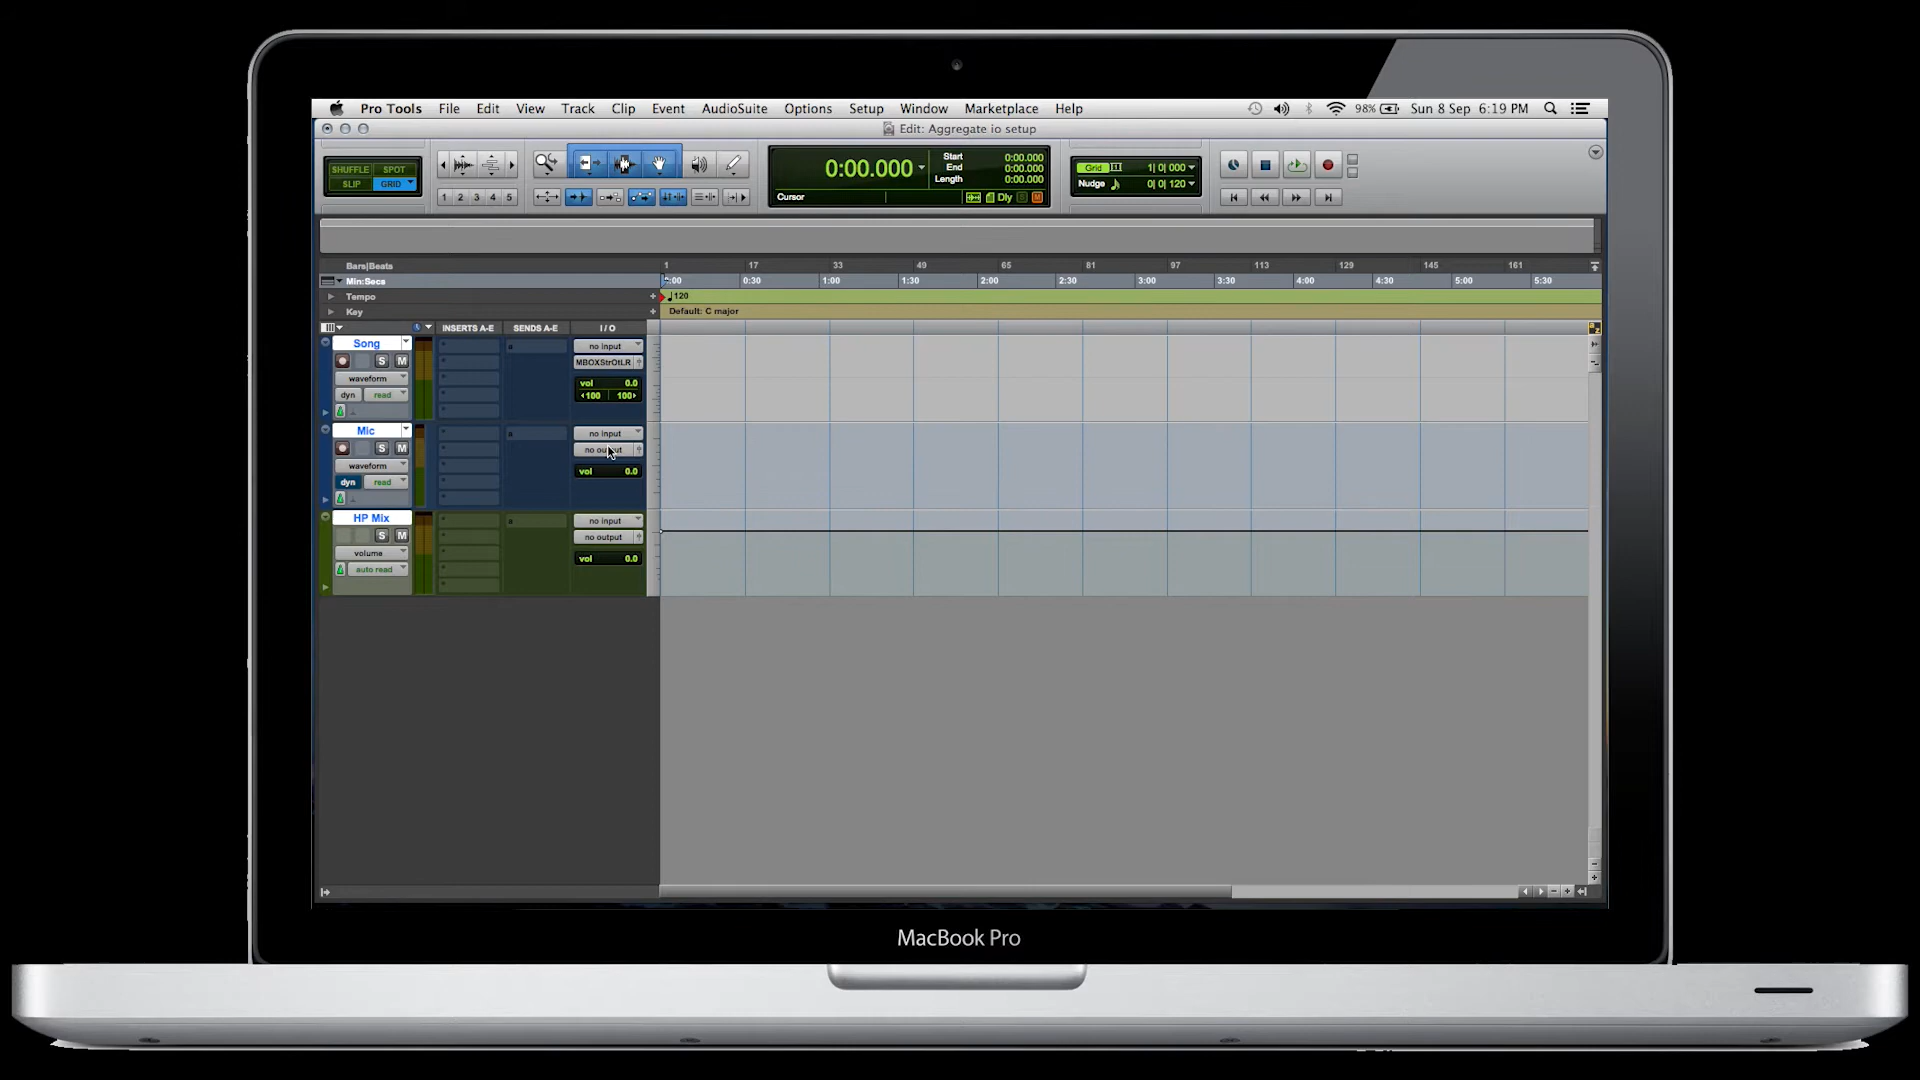 Pro Tools File Edit View Track Clip Event AudioSuite Options Setup Window Marketplace Help 98% Sun 8 Sep 6:19 PM
Edit: Aggregate io setup
SHUFFLE SPOT
SLIP GRID
1 2 3 4 5
0:00.000
Start 0:00.000
End 0:00.000
Length 0:00.000
Cursor
Dly
Grid 1| 0| 000
Nudge 0| 0| 120
Bars|Beats 1 17 33 49 65 81 97 113 129 145 161
Min:Secs 0:00 0:30 1:00 1:30 2:00 2:30 3:00 3:30 4:00 4:30 5:00 5:30
Tempo 120
Key Default: C major
INSERTS A-E SENDS A-E I / O
Song a no input
S M MBOXStrOtLR
waveform vol 0.0
dyn read 100 100
Mic a no input
S M
waveform vol 0.0
dyn read
HP Mix a no input
S M no output
volume vol 0.0
auto read
MacBook Pro